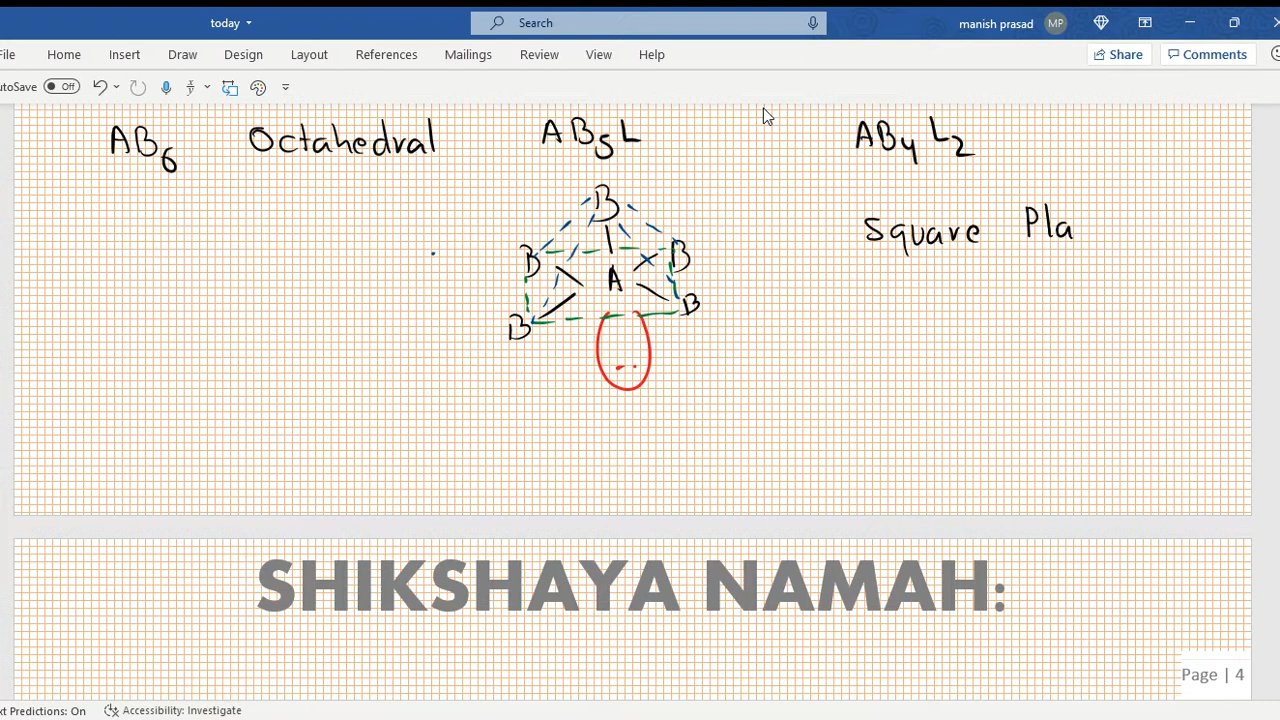 today
Search
manish prasad MP
File Home Insert Draw Design Layout References Mailings Review View Help Share Comments
AutoSave Off
AB6 Octahedral AB5L AB4L2
B
Square Pla
B B
A
B B
SHIKSHAYA NAMAH:
Page | 4
xt Predictions: On Accessibility: Investigate